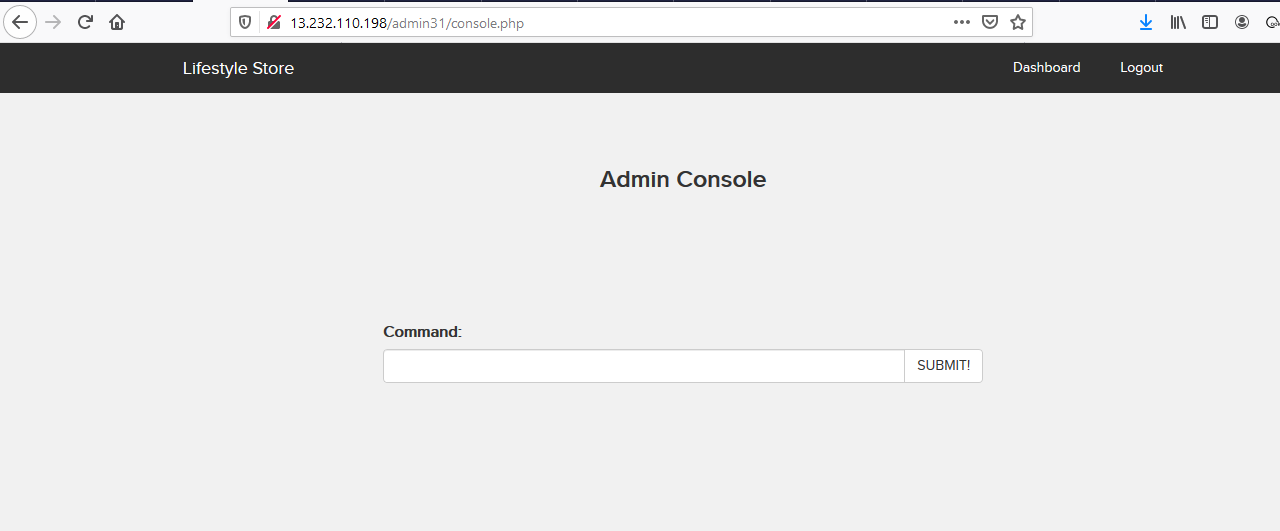 13.232.110.198/admin31/console.php
Lifestyle Store
Dashboard
Logout
Admin Console
Command:
SUBMIT!